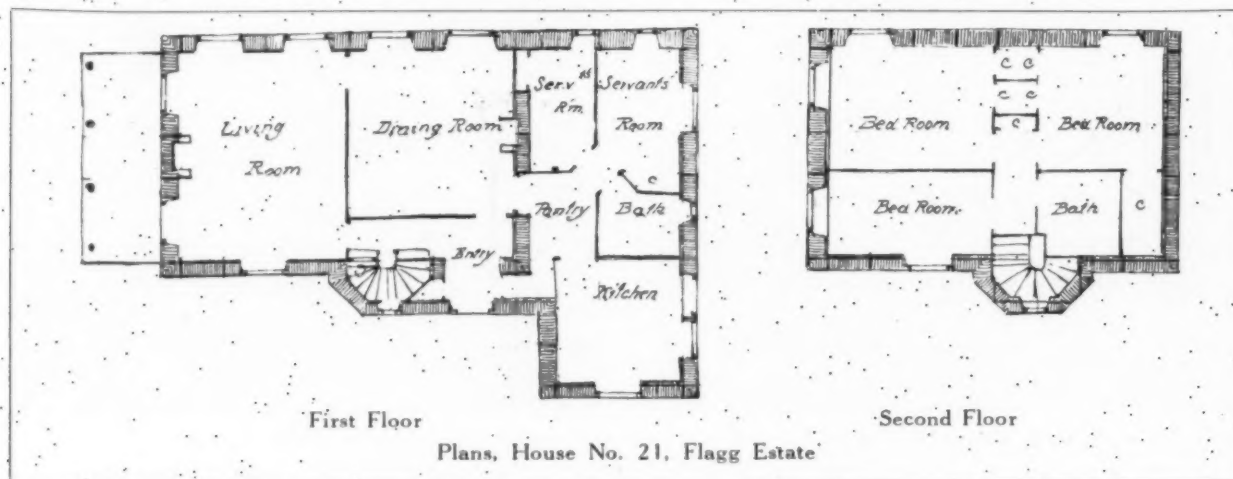 Living
Room
Dining Room
Serv'ts
Rm.
Servants
Room
C
Pantry
Bath
Entry
C
Kitchen
First Floor
C C
C C
C
Bed Room
Bed Room
Bed Room
Bath
C
Second Floor
Plans, House No. 21, Flagg Estate